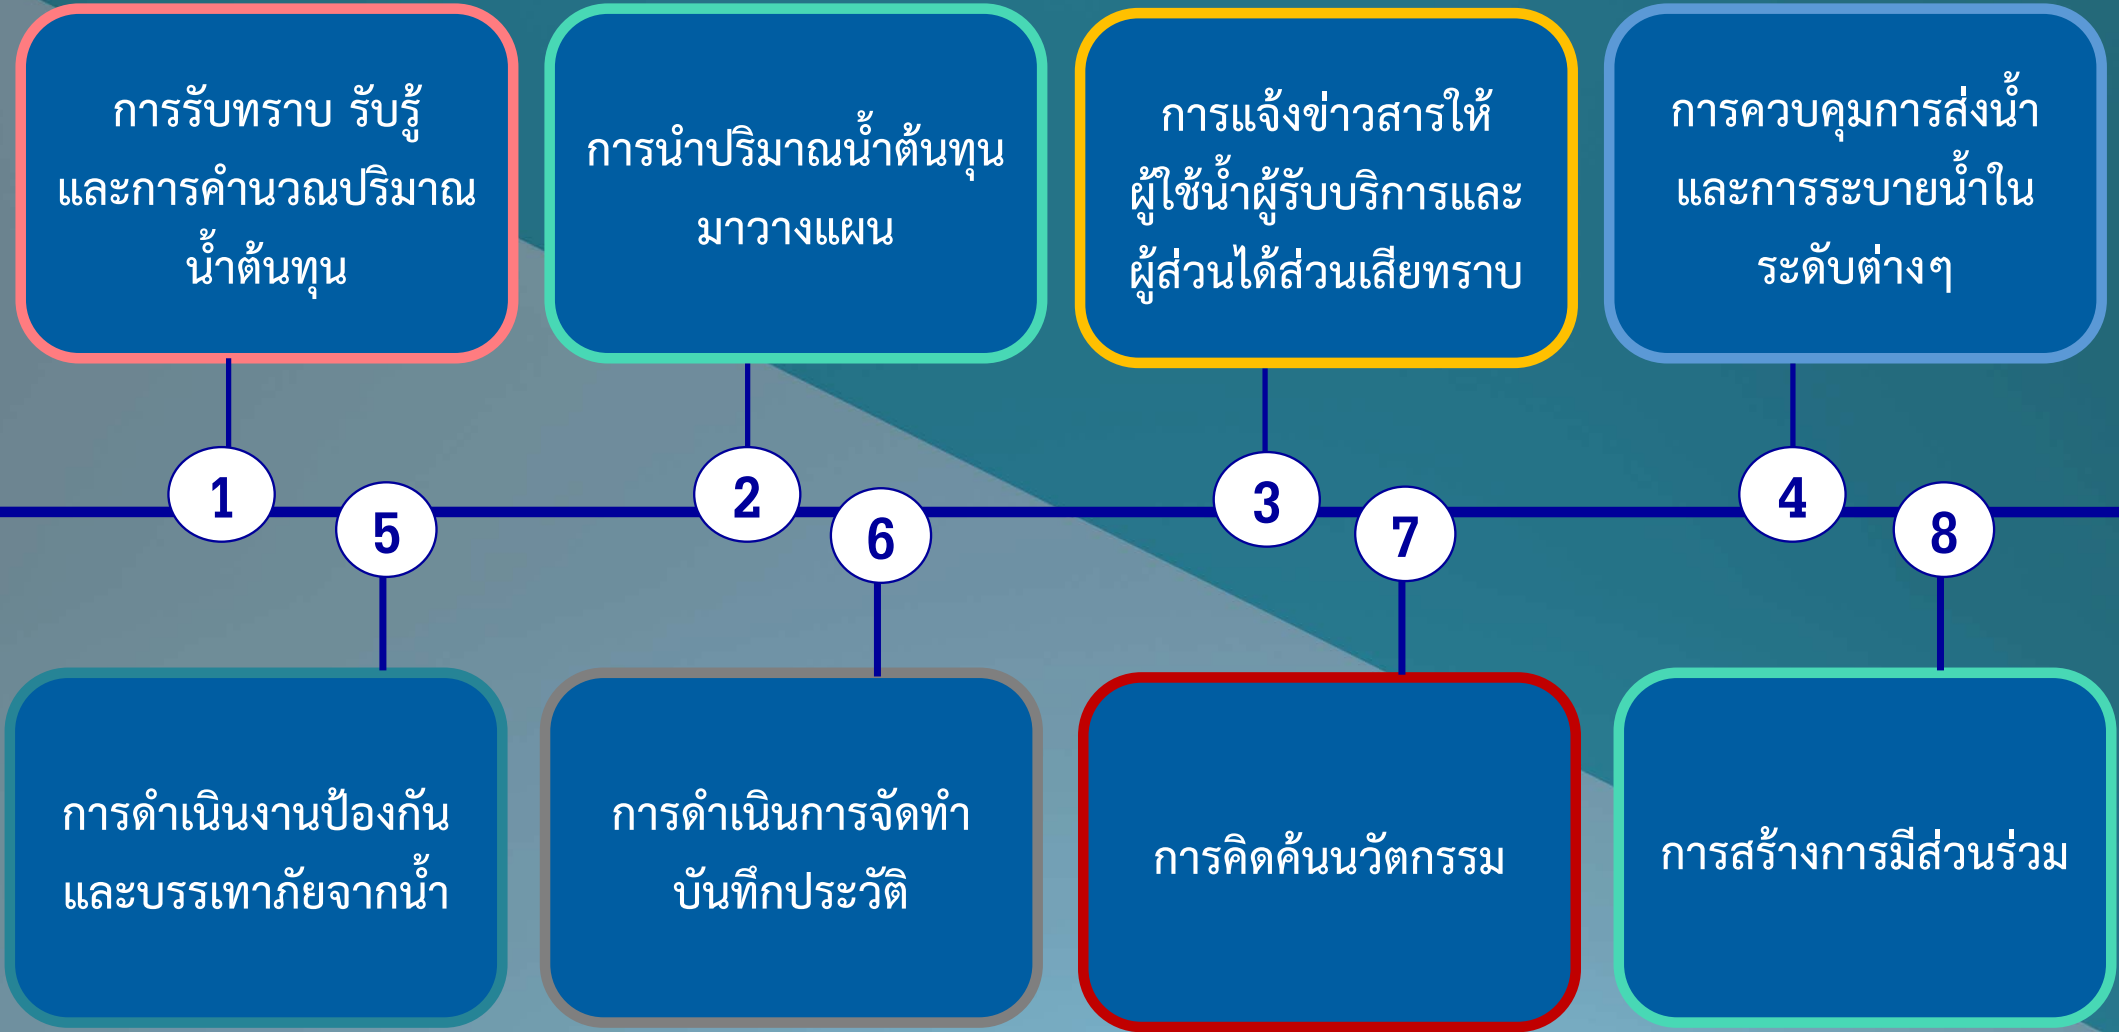 การรับทราบ รับรู้
และการคำนวณปริมาณ
น้ำต้นทุน
การนำปริมาณน้ำต้นทุน
มาวางแผน
การแจ้งข่าวสารให้
ผู้ใช้น้ำผู้รับบริการและ
ผู้ส่วนได้ส่วนเสียทราบ
การควบคุมการส่งน้ำ
และการระบายน้ำใน
ระดับต่างๆ
1
2
3
4
5
6
7
8
การดำเนินงานป้องกัน
และบรรเทาภัยจากน้ำ
การดำเนินการจัดทำ
บันทึกประวัติ
การคิดค้นนวัตกรรม
การสร้างการมีส่วนร่วม